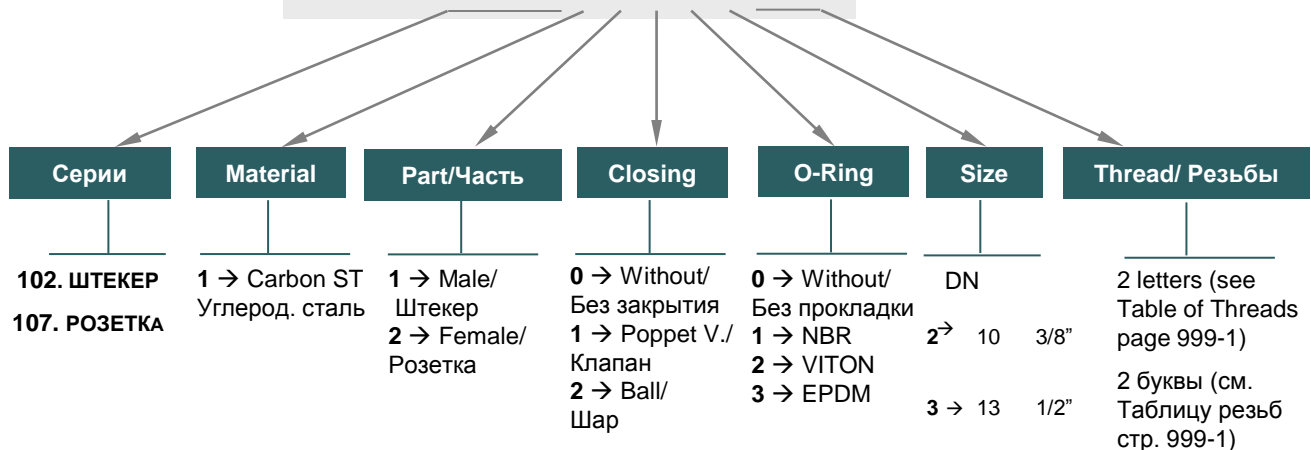 Серии
Material
Part/Часть
Closing
O-Ring
Size
Thread/ Резьбы
102. ШТЕКЕР
107. РОЗЕТКА
1 → Carbon ST
Углерод. сталь
1 → Male/
Штекер
2 → Female/
Розетка
0 → Without/
Без закрытия
1 → Poppet V./
Клапан
2 → Ball/
Шар
0 → Without/
Без прокладки
1 → NBR
2 → VITON
3 → EPDM
DN
2→ 10 3/8”
3 → 13 1/2”
2 letters (see
Table of Threads
page 999-1)
2 буквы (см.
Таблицу резьб
стр. 999-1)